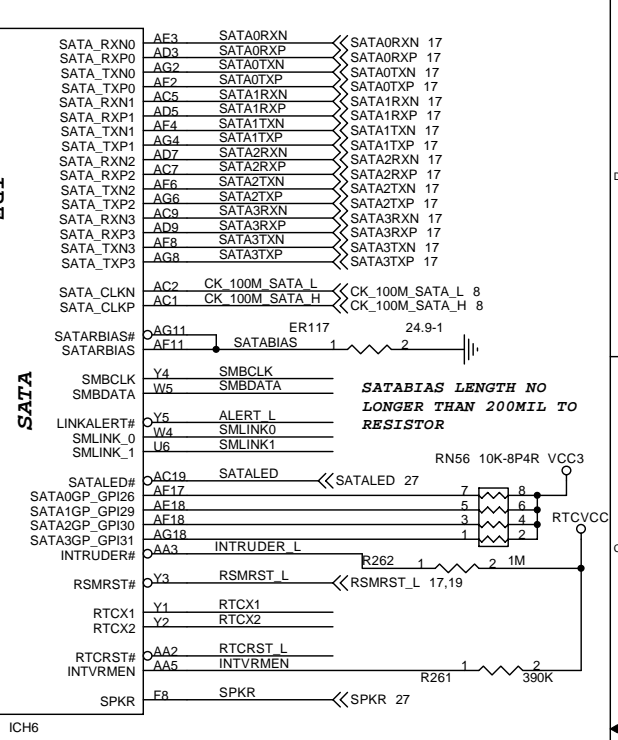 SATA_RXN0 AE3 SATA0RXN SATA0RXN 17
SATA_RXP0 AD3 SATA0RXP SATA0RXP 17
SATA_TXN0 AG2 SATA0TXN SATA0TXN 17
SATA_TXP0 AF2 SATA0TXP SATA0TXP 17
SATA_RXN1 AC5 SATA1RXN SATA1RXN 17
SATA_RXP1 AD5 SATA1RXP SATA1RXP 17
SATA_TXN1 AF4 SATA1TXN SATA1TXN 17
SATA_TXP1 AG4 SATA1TXP SATA1TXP 17
SATA_RXN2 AD7 SATA2RXN SATA2RXN 17
SATA_RXP2 AC7 SATA2RXP SATA2RXP 17
SATA_TXN2 AF6 SATA2TXN SATA2TXN 17
SATA_TXP2 AG6 SATA2TXP SATA2TXP 17
SATA_RXN3 AC9 SATA3RXN SATA3RXN 17
SATA_RXP3 AD9 SATA3RXP SATA3RXP 17
SATA_TXN3 AF8 SATA3TXN SATA3TXN 17
SATA_TXP3 AG8 SATA3TXP SATA3TXP 17
SATA_CLKN AC2 CK_100M_SATA_L CK_100M_SATA_L 8
SATA_CLKP AC1 CK_100M_SATA_H CK_100M_SATA_H 8
SATARBIAS# AG11 ER117 24.9-1
SATARBIAS AF11 SATABIAS 1 2
SATA
SMBCLK Y4 SMBCLK
SMBDATA W5 SMBDATA
SATABIAS LENGTH NO
LONGER THAN 200MIL TO
RESISTOR
LINKALERT# Y5 ALERT_L
SMLINK_0 W4 SMLINK0
SMLINK_1 U6 SMLINK1
RN56 10K-8P4R VCC3
SATALED# AC19 SATALED SATALED 27
SATA0GP_GPI26 AF17 7 8
SATA1GP_GPI29 AE18 5 6
SATA2GP_GPI30 AF18 3 4
SATA3GP_GPI31 AG18 1 2
RTCVCC
INTRUDER# AA3 INTRUDER_L
R262 1 2 1M
RSMRST# Y3 RSMRST_L RSMRST_L 17,19
RTCX1 Y1 RTCX1
RTCX2 Y2 RTCX2
RTCRST# AA2 RTCRST_L
INTVRMEN AA5 INTVRMEN 1 2
R261 390K
SPKR F8 SPKR SPKR 27
ICH6